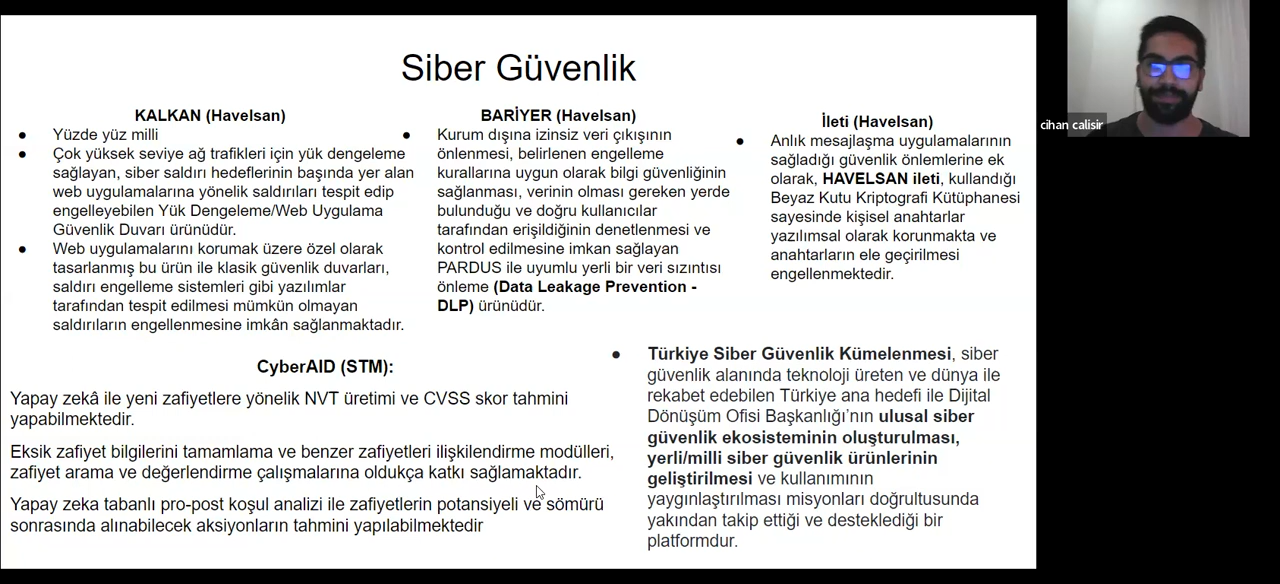 Siber Güvenlik
KALKAN (Havelsan)
● Yüzde yüz milli
● Çok yüksek seviye ağ trafikleri için yük dengeleme
sağlayan, siber saldırı hedeflerinin başında yer alan
web uygulamalarına yönelik saldırıları tespit edip
engelleyebilen Yük Dengeleme/Web Uygulama
Güvenlik Duvarı ürünüdür.
● Web uygulamalarını korumak üzere özel olarak
tasarlanmış bu ürün ile klasik güvenlik duvarları,
saldırı engelleme sistemleri gibi yazılımlar
tarafından tespit edilmesi mümkün olmayan
saldırıların engellenmesine imkân sağlanmaktadır.
BARİYER (Havelsan)
● Kurum dışına izinsiz veri çıkışının
önlenmesi, belirlenen engelleme
kurallarına uygun olarak bilgi güvenliğinin
sağlanması, verinin olması gereken yerde
bulunduğu ve doğru kullanıcılar
tarafından erişildiğinin denetlenmesi ve
kontrol edilmesine imkan sağlayan
PARDUS ile uyumlu yerli bir veri sızıntısı
önleme (Data Leakage Prevention -
DLP) ürünüdür.
İleti (Havelsan)
● Anlık mesajlaşma uygulamalarının
sağladığı güvenlik önlemlerine ek
olarak, HAVELSAN ileti, kullandığı
Beyaz Kutu Kriptografi Kütüphanesi
sayesinde kişisel anahtarlar
yazılımsal olarak korunmakta ve
anahtarların ele geçirilmesi
engellenmektedir.
CyberAID (STM):
Yapay zekâ ile yeni zafiyetlere yönelik NVT üretimi ve CVSS skor tahmini
yapabilmektedir.
Eksik zafiyet bilgilerini tamamlama ve benzer zafiyetleri ilişkilendirme modülleri,
zafiyet arama ve değerlendirme çalışmalarına oldukça katkı sağlamaktadır.
Yapay zeka tabanlı pro-post koşul analizi ile zafiyetlerin potansiyeli ve sömürü
sonrasında alınabilecek aksiyonların tahmini yapılabilmektedir
● Türkiye Siber Güvenlik Kümelenmesi, siber
güvenlik alanında teknoloji üreten ve dünya ile
rekabet edebilen Türkiye ana hedefi ile Dijital
Dönüşüm Ofisi Başkanlığı'nın ulusal siber
güvenlik ekosisteminin oluşturulması,
yerli/milli siber güvenlik ürünlerinin
geliştirilmesi ve kullanımının
yaygınlaştırılması misyonları doğrultusunda
yakından takip ettiği ve desteklediği bir
platformdur.
cihan calisir